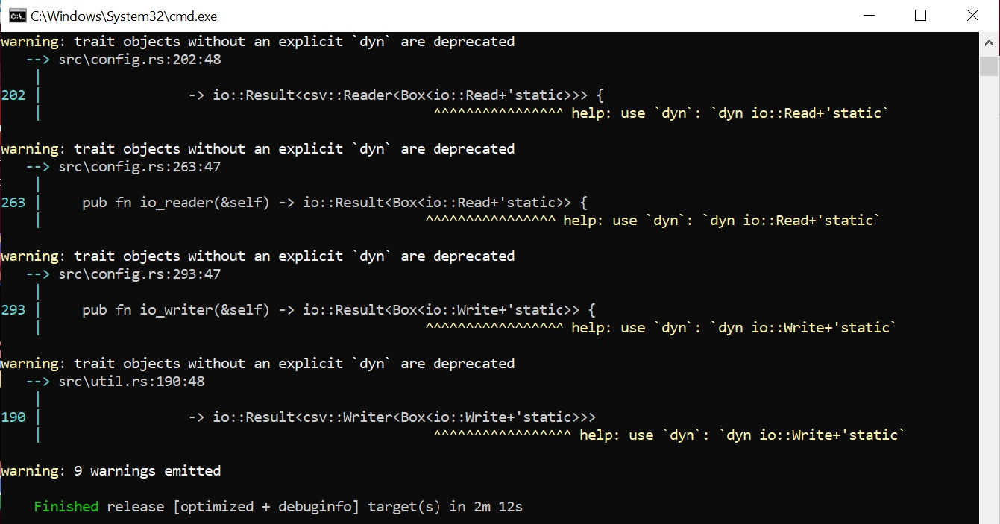 C:\Windows\System32\cmd.exe
warning: trait objects without an explicit `dyn` are deprecated
   --> src\config.rs:202:48
    |
202 |                  -> io::Result<csv::Reader<Box<io::Read+'static>>> {
    |                                                ^^^^^^^^^^^^^^^^ help: use `dyn`: `dyn io::Read+'static`
warning: trait objects without an explicit `dyn` are deprecated
   --> src\config.rs:263:47
    |
263 |     pub fn io_reader(&self) -> io::Result<Box<io::Read+'static>> {
    |                                               ^^^^^^^^^^^^^^^^ help: use `dyn`: `dyn io::Read+'static`
warning: trait objects without an explicit `dyn` are deprecated
   --> src\config.rs:293:47
    |
293 |     pub fn io_writer(&self) -> io::Result<Box<io::Write+'static>> {
    |                                               ^^^^^^^^^^^^^^^^^ help: use `dyn`: `dyn io::Write+'static`
warning: trait objects without an explicit `dyn` are deprecated
   --> src\util.rs:190:48
    |
190 |                  -> io::Result<csv::Writer<Box<io::Write+'static>>>
    |                                                ^^^^^^^^^^^^^^^^^ help: use `dyn`: `dyn io::Write+'static`
warning: 9 warnings emitted
    Finished release [optimized + debuginfo] target(s) in 2m 12s